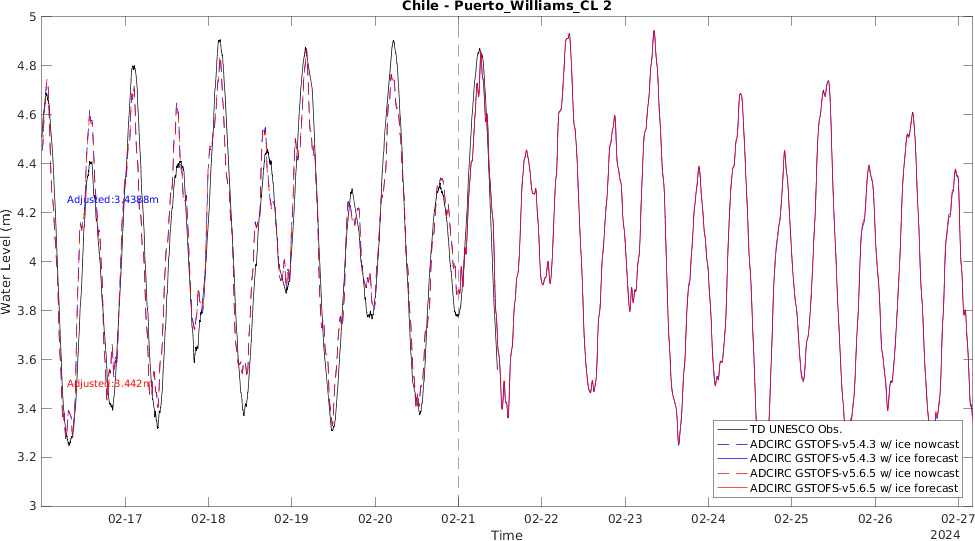 Chile - Puerto_Williams_CL 2
5
4.8
4.6
4.4
4.2
4
3.8
3.6
3.4
3.2
3
Water Level (m)
Adjusted:3.4388m
Adjusted:3.442m
TD UNESCO Obs.
ADCIRC GSTOFS-v5.4.3 w/ ice nowcast
ADCIRC GSTOFS-v5.4.3 w/ ice forecast
ADCIRC GSTOFS-v5.6.5 w/ ice nowcast
ADCIRC GSTOFS-v5.6.5 w/ ice forecast
02-17 02-18 02-19 02-20 02-21 02-22 02-23 02-24 02-25 02-26 02-27
Time
2024